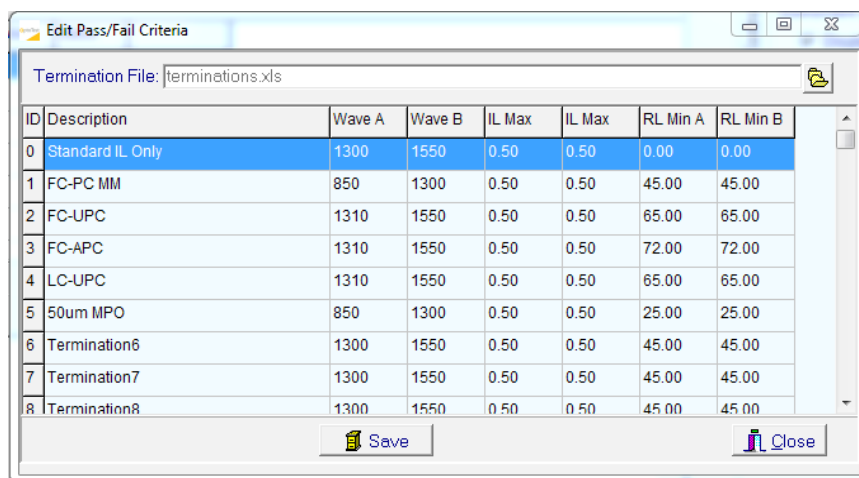 Edit Pass/Fail Criteria
Termination File: terminations.xls
ID Description Wave A Wave B IL Max IL Max RL Min A RL Min B
0 Standard IL Only 1300 1550 0.50 0.50 0.00 0.00
1 FC-PC MM 850 1300 0.50 0.50 45.00 45.00
2 FC-UPC 1310 1550 0.50 0.50 65.00 65.00
3 FC-APC 1310 1550 0.50 0.50 72.00 72.00
4 LC-UPC 1310 1550 0.50 0.50 65.00 65.00
5 50um MPO 850 1300 0.50 0.50 25.00 25.00
6 Termination6 1300 1550 0.50 0.50 45.00 45.00
7 Termination7 1300 1550 0.50 0.50 45.00 45.00
8 Termination8 1300 1550 0.50 0.50 45.00 45.00
Save Close